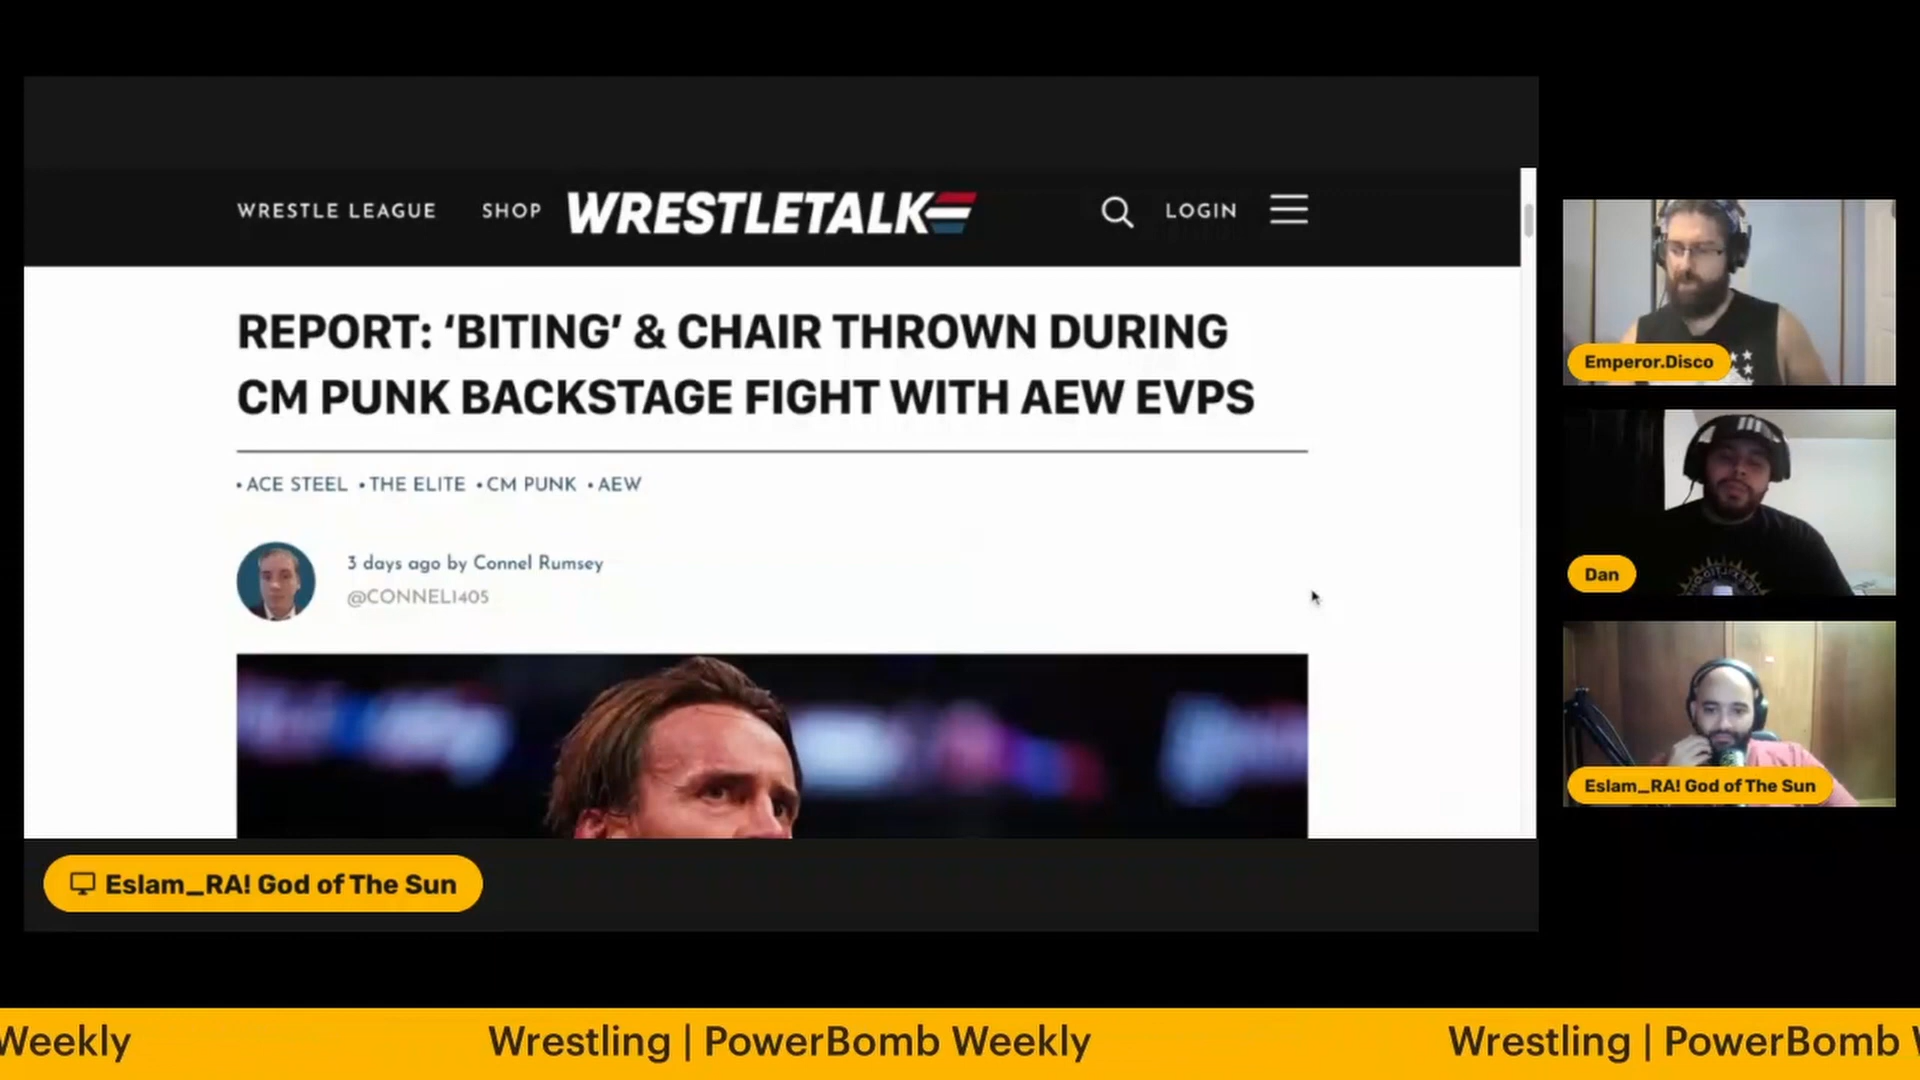 WRESTLE LEAGUE SHOP WRESTLETALK LOGIN
REPORT: ‘BITING’ & CHAIR THROWN DURING
CM PUNK BACKSTAGE FIGHT WITH AEW EVPS
• ACE STEEL • THE ELITE • CM PUNK • AEW
3 days ago by Connel Rumsey
@CONNEL1405
Emperor.Disco
Dan
Eslam_RA! God of The Sun
Eslam_RA! God of The Sun
Weekly Wrestling | PowerBomb Weekly Wrestling | PowerBomb